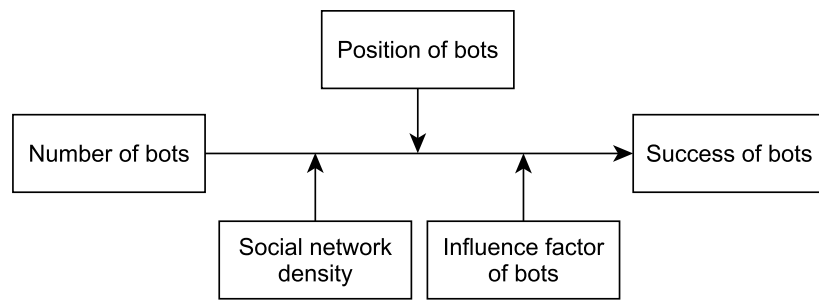 Position of bots
Number of bots
Success of bots
Social network
density
Influence factor
of bots